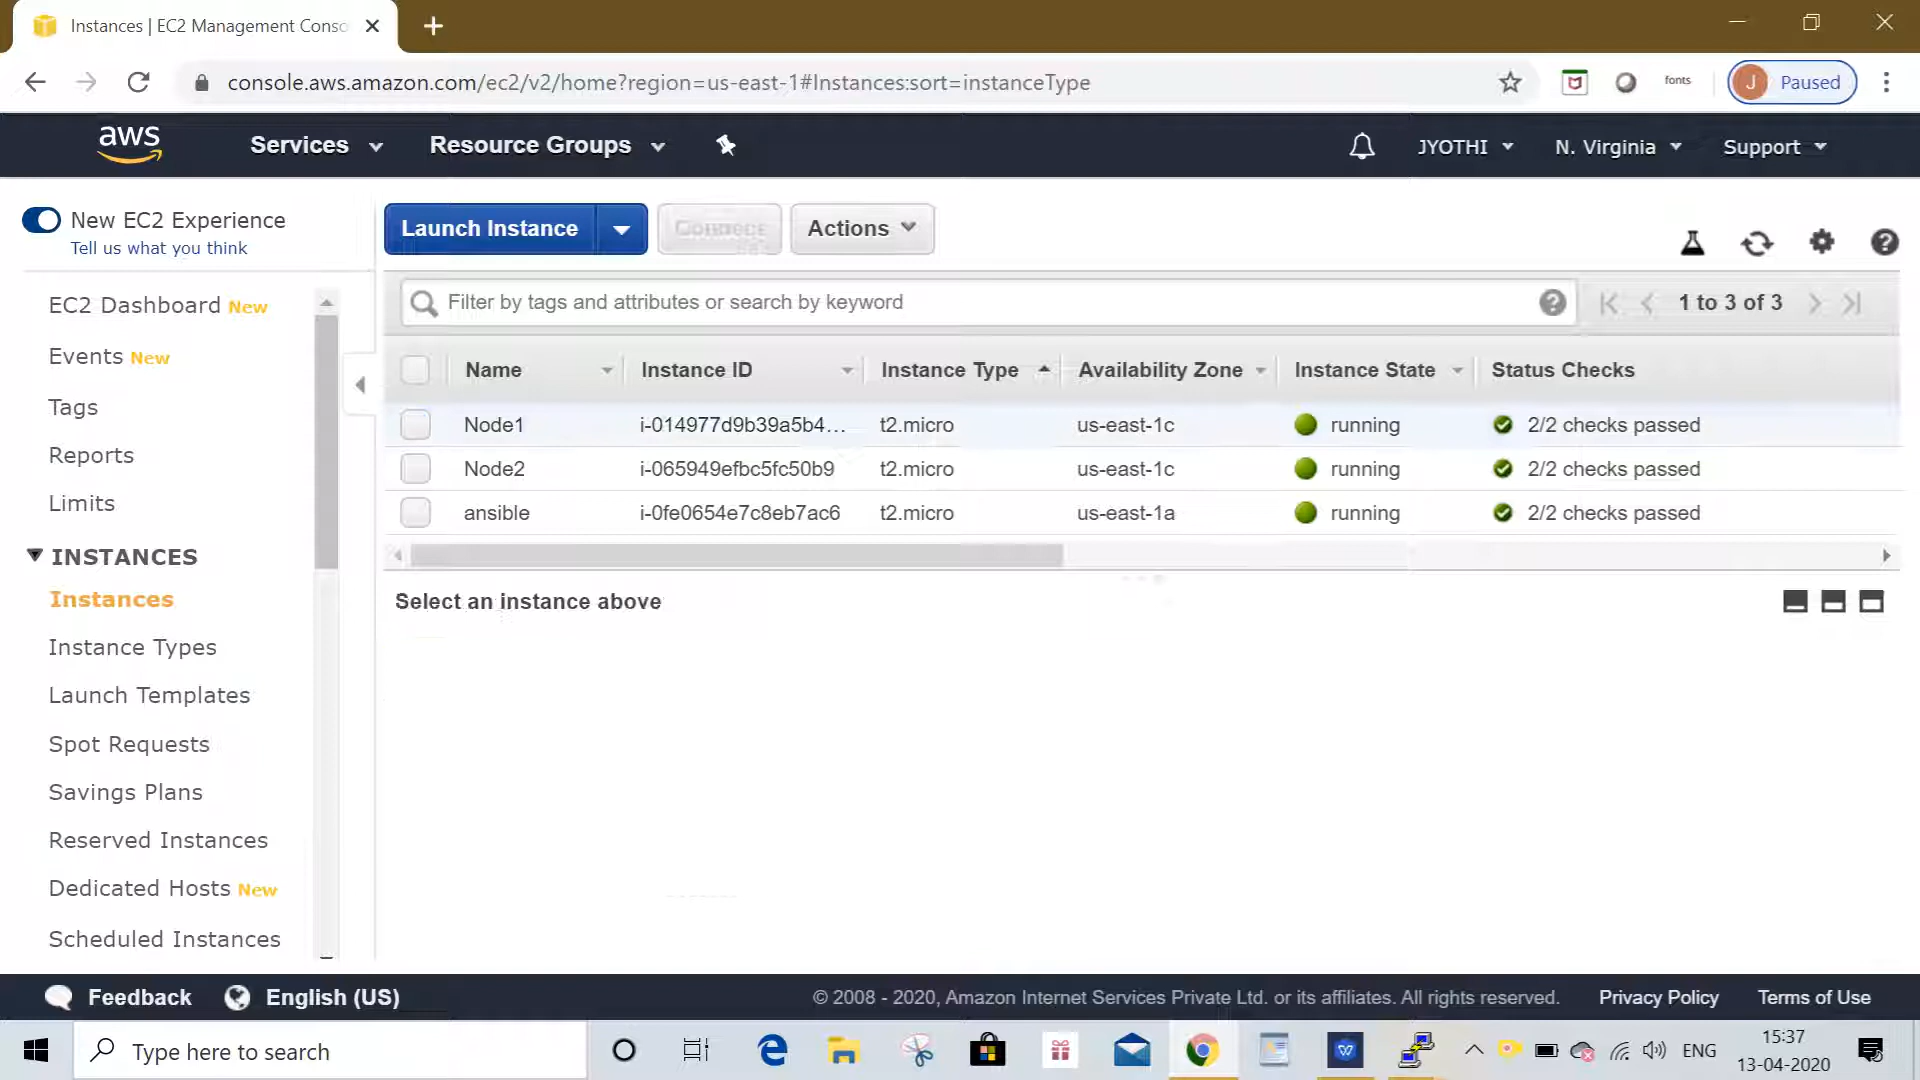 Instances | EC2 Management Conso
console.aws.amazon.com/ec2/v2/home?region=us-east-1#Instances:sort=instanceType
fonts
J Paused
aws Services Resource Groups JYOTHI N. Virginia Support
New EC2 Experience
Tell us what you think
EC2 Dashboard New
Events New
Tags
Reports
Limits
INSTANCES
Instances
Instance Types
Launch Templates
Spot Requests
Savings Plans
Reserved Instances
Dedicated Hosts New
Scheduled Instances
Launch Instance Connect Actions
Filter by tags and attributes or search by keyword
1 to 3 of 3
Name Instance ID Instance Type Availability Zone Instance State Status Checks
Node1 i-014977d9b39a5b4... t2.micro us-east-1c running 2/2 checks passed
Node2 i-065949efbc5fc50b9 t2.micro us-east-1c running 2/2 checks passed
ansible i-0fe0654e7c8eb7ac6 t2.micro us-east-1a running 2/2 checks passed
Select an instance above
Feedback English (US) © 2008 - 2020, Amazon Internet Services Private Ltd. or its affiliates. All rights reserved. Privacy Policy Terms of Use
Type here to search
ENG
15:37
13-04-2020